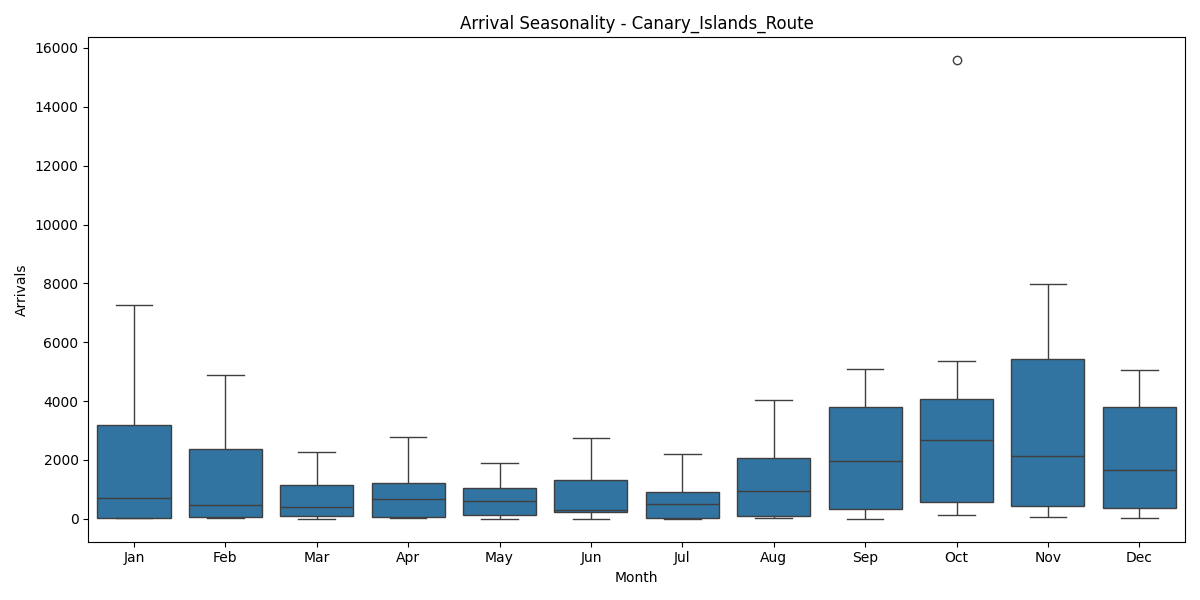 Arrival Seasonality - Canary_Islands_Route
16000
14000
12000
10000
8000
6000
4000
2000
0
Arrivals
Jan Feb Mar Apr May Jun Jul Aug Sep Oct Nov Dec
Month